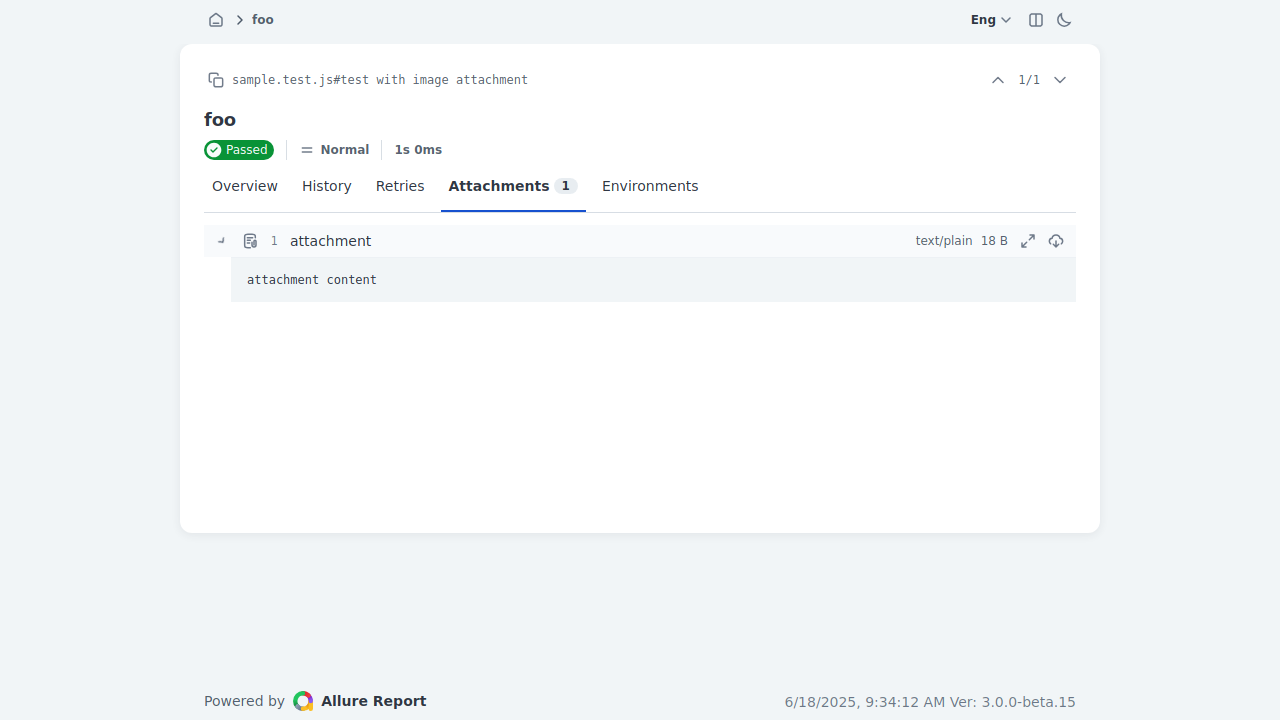 foo Eng
sample.test.js#test with image attachment 1/1
foo
Passed Normal 1s 0ms
Overview History Retries Attachments 1 Environments
1 attachment text/plain 18 B
attachment content
Powered by Allure Report 6/18/2025, 9:34:12 AM Ver: 3.0.0-beta.15